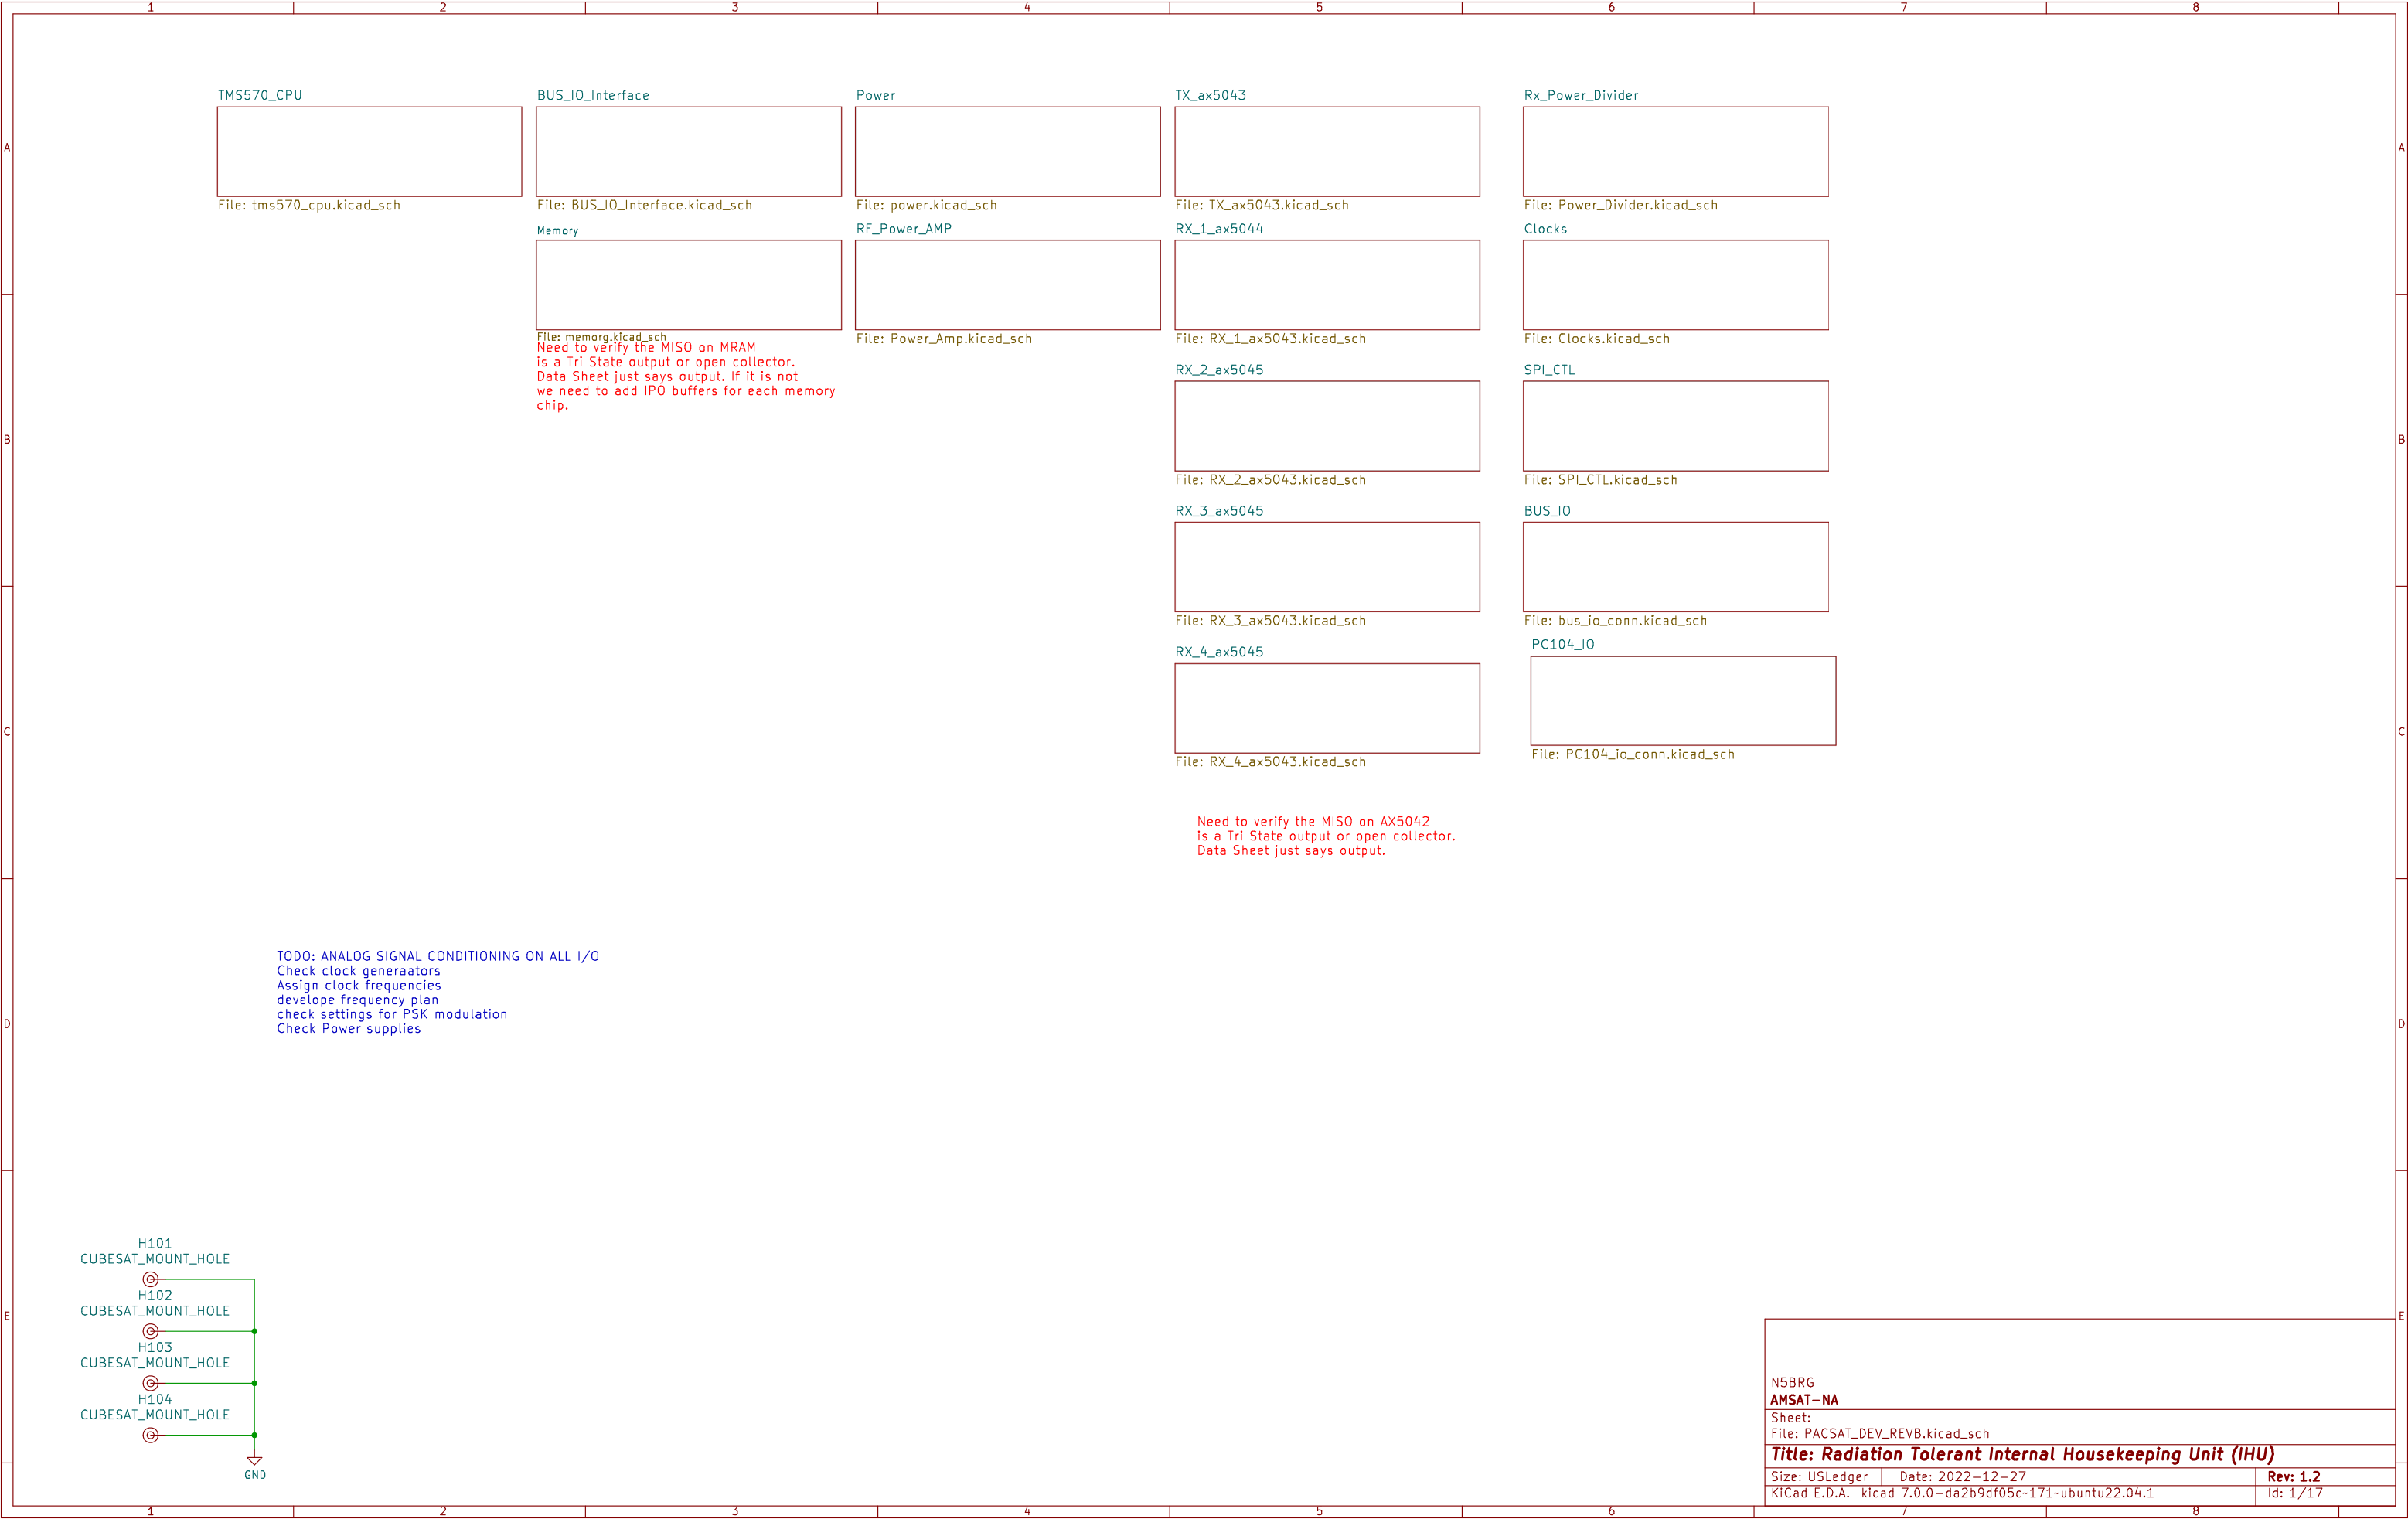 1 2 3 4 5 6 7 8
TMS570_CPU
File: tms570_cpu.kicad_sch
BUS_IO_Interface
File: BUS_IO_Interface.kicad_sch
Power
File: power.kicad_sch
TX_ax5043
File: TX_ax5043.kicad_sch
Rx_Power_Divider
File: Power_Divider.kicad_sch
A A
Memory
File: memorg.kicad_sch
Need to verify the MISO on MRAM
is a Tri State output or open collector.
Data Sheet just says output. If it is not
we need to add IPO buffers for each memory
chip.
RF_Power_AMP
File: Power_Amp.kicad_sch
RX_1_ax5044
File: RX_1_ax5043.kicad_sch
Clocks
File: Clocks.kicad_sch
RX_2_ax5045
File: RX_2_ax5043.kicad_sch
SPI_CTL
File: SPI_CTL.kicad_sch
B B
RX_3_ax5045
File: RX_3_ax5043.kicad_sch
BUS_IO
File: bus_io_conn.kicad_sch
RX_4_ax5045
File: RX_4_ax5043.kicad_sch
PC104_IO
File: PC104_io_conn.kicad_sch
C C
Need to verify the MISO on AX5042
is a Tri State output or open collector.
Data Sheet just says output.
TODO: ANALOG SIGNAL CONDITIONING ON ALL I/O
Check clock generaators
Assign clock frequencies
develope frequency plan
check settings for PSK modulation
Check Power supplies
D D
H101
CUBESAT_MOUNT_HOLE
H102
CUBESAT_MOUNT_HOLE
H103
CUBESAT_MOUNT_HOLE
H104
CUBESAT_MOUNT_HOLE
GND
E E
N5BRG
AMSAT-NA
Sheet:
File: PACSAT_DEV_REVB.kicad_sch
Title: Radiation Tolerant Internal Housekeeping Unit (IHU)
Size: USLedger Date: 2022-12-27 Rev: 1.2
KiCad E.D.A. kicad 7.0.0-da2b9df05c~171~ubuntu22.04.1 Id: 1/17
1 2 3 4 5 6 7 8